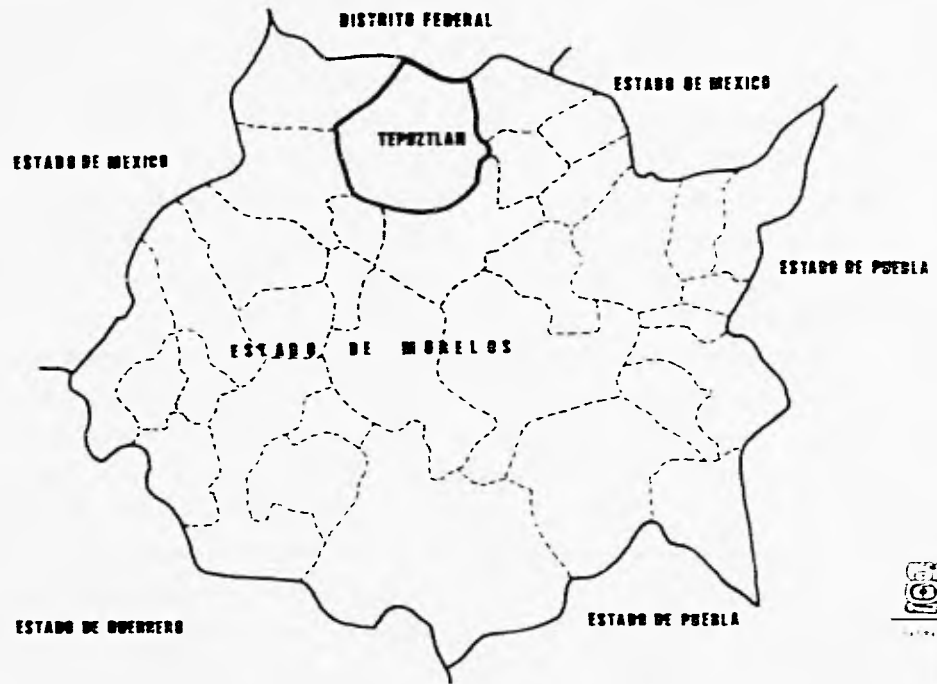 DISTRITO FEDERAL
ESTADO DE MEXICO
TEPOZTLAN
ESTADO DE MEXICO
ESTADO DE PUEBLA
ESTADO DE MORELOS
ESTADO DE GUERRERO
ESTADO DE PUEBLA